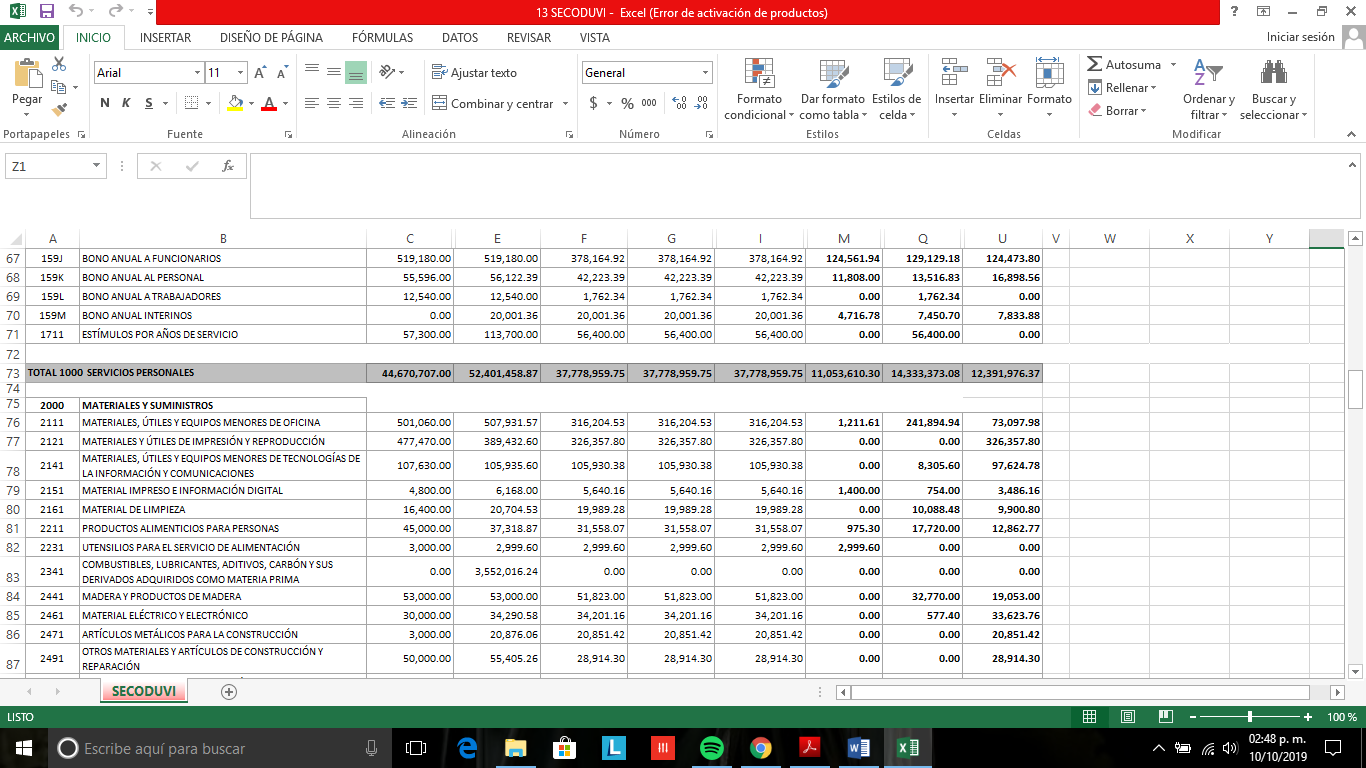 13 SECODUVI - Excel (Error de activación de productos)
ARCHIVO INICIO INSERTAR DISEÑO DE PÁGINA FÓRMULAS DATOS REVISAR VISTA Iniciar sesión
Pegar
Arial 11
N K S
Ajustar texto
Combinar y centrar
General
$ % 000
Formato condicional
Dar formato como tabla
Estilos de celda
Insertar Eliminar Formato
Autosuma
Rellenar
Borrar
Ordenar y filtrar
Buscar y seleccionar
Portapapeles Fuente Alineación Número Estilos Celdas Modificar
Z1
A B C E F G I M Q U V W X Y
67 159J BONO ANUAL A FUNCIONARIOS 519,180.00 519,180.00 378,164.92 378,164.92 378,164.92 124,561.94 129,129.18 124,473.80
68 159K BONO ANUAL AL PERSONAL 55,596.00 56,122.39 42,223.39 42,223.39 42,223.39 11,808.00 13,516.83 16,898.56
69 159L BONO ANUAL A TRABAJADORES 12,540.00 12,540.00 1,762.34 1,762.34 1,762.34 0.00 1,762.34 0.00
70 159M BONO ANUAL INTERINOS 0.00 20,001.36 20,001.36 20,001.36 20,001.36 4,716.78 7,450.70 7,833.88
71 1711 ESTÍMULOS POR AÑOS DE SERVICIO 57,300.00 113,700.00 56,400.00 56,400.00 56,400.00 0.00 56,400.00 0.00
72
73 TOTAL 1000 SERVICIOS PERSONALES 44,670,707.00 52,401,458.87 37,778,959.75 37,778,959.75 37,778,959.75 11,053,610.30 14,333,373.08 12,391,976.37
74
75 2000 MATERIALES Y SUMINISTROS
76 2111 MATERIALES, ÚTILES Y EQUIPOS MENORES DE OFICINA 501,060.00 507,931.57 316,204.53 316,204.53 316,204.53 1,211.61 241,894.94 73,097.98
77 2121 MATERIALES Y ÚTILES DE IMPRESIÓN Y REPRODUCCIÓN 477,470.00 389,432.60 326,357.80 326,357.80 326,357.80 0.00 0.00 326,357.80
78 2141 MATERIALES, ÚTILES Y EQUIPOS MENORES DE TECNOLOGÍAS DE
LA INFORMACIÓN Y COMUNICACIONES 107,630.00 105,935.60 105,930.38 105,930.38 105,930.38 0.00 8,305.60 97,624.78
79 2151 MATERIAL IMPRESO E INFORMACIÓN DIGITAL 4,800.00 6,168.00 5,640.16 5,640.16 5,640.16 1,400.00 754.00 3,486.16
80 2161 MATERIAL DE LIMPIEZA 16,400.00 20,704.53 19,989.28 19,989.28 19,989.28 0.00 10,088.48 9,900.80
81 2211 PRODUCTOS ALIMENTICIOS PARA PERSONAS 45,000.00 37,318.87 31,558.07 31,558.07 31,558.07 975.30 17,720.00 12,862.77
82 2231 UTENSILIOS PARA EL SERVICIO DE ALIMENTACIÓN 3,000.00 2,999.60 2,999.60 2,999.60 2,999.60 2,999.60 0.00 0.00
83 2341 COMBUSTIBLES, LUBRICANTES, ADITIVOS, CARBÓN Y SUS
DERIVADOS ADQUIRIDOS COMO MATERIA PRIMA 0.00 3,552,016.24 0.00 0.00 0.00 0.00 0.00 0.00
84 2441 MADERA Y PRODUCTOS DE MADERA 53,000.00 53,000.00 51,823.00 51,823.00 51,823.00 0.00 32,770.00 19,053.00
85 2461 MATERIAL ELÉCTRICO Y ELECTRÓNICO 30,000.00 34,290.58 34,201.16 34,201.16 34,201.16 0.00 577.40 33,623.76
86 2471 ARTÍCULOS METÁLICOS PARA LA CONSTRUCCIÓN 3,000.00 20,876.06 20,851.42 20,851.42 20,851.42 0.00 0.00 20,851.42
87 2491 OTROS MATERIALES Y ARTÍCULOS DE CONSTRUCCIÓN Y
REPARACIÓN 50,000.00 55,405.26 28,914.30 28,914.30 28,914.30 0.00 0.00 28,914.30
SECODUVI
LISTO 100 %
Escribe aquí para buscar
02:48 p. m.
10/10/2019